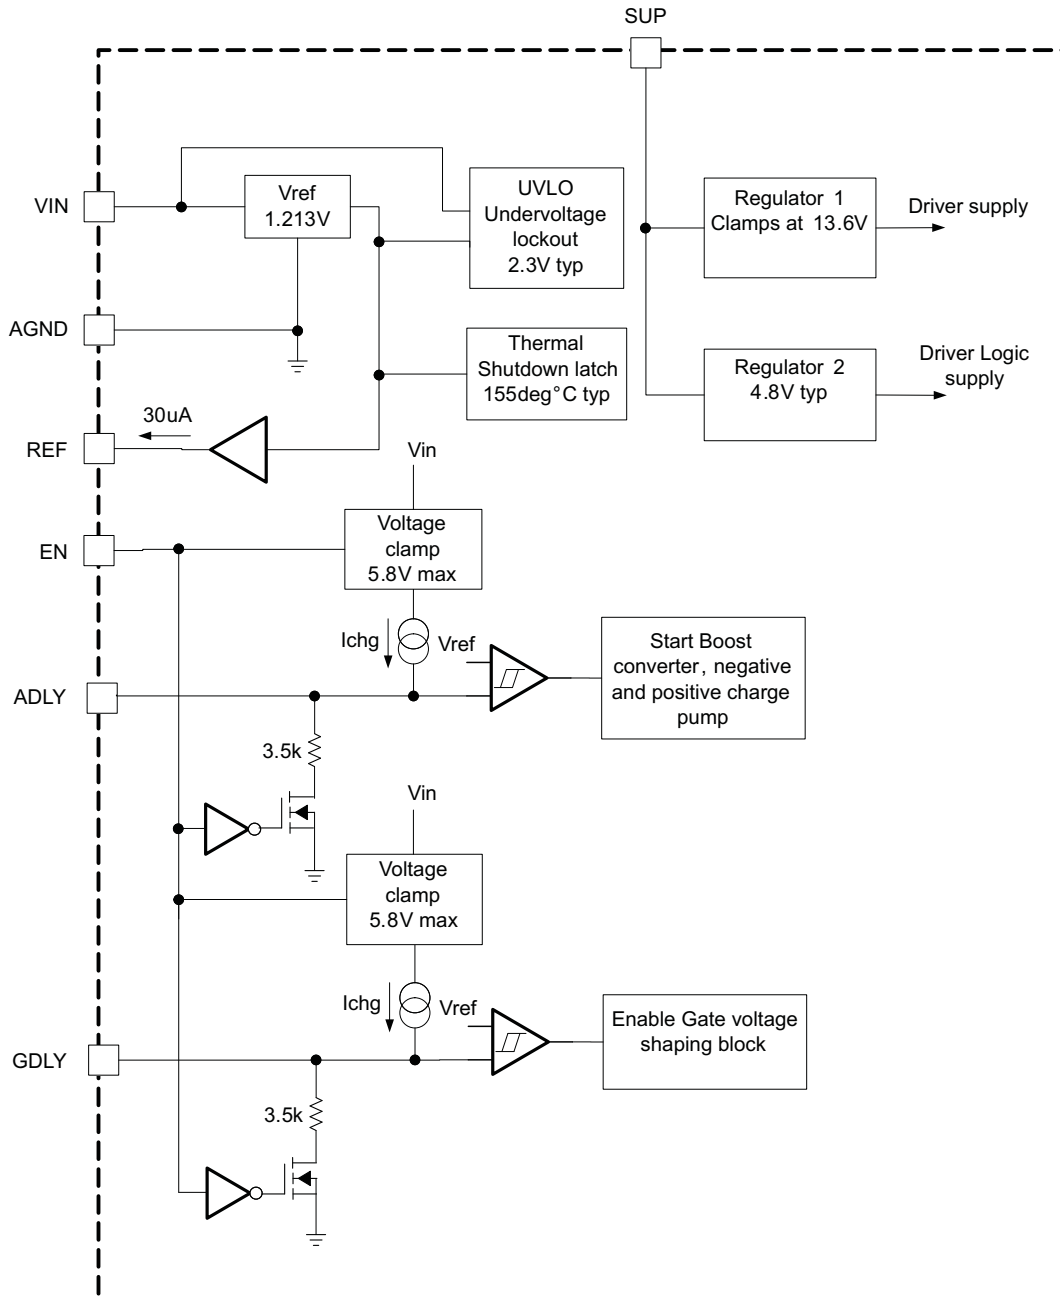 SUP
VIN
Vref
1.213V
UVLO
Undervoltage
lockout
2.3V typ
Regulator 1
Clamps at 13.6V
Driver supply
AGND
Thermal
Shutdown latch
155deg°C typ
Regulator 2
4.8V typ
Driver Logic
supply
30uA
REF
Vin
EN
Voltage
clamp
5.8V max
Ichg
Vref
Start Boost
converter, negative
and positive charge
pump
ADLY
3.5k
Vin
Voltage
clamp
5.8V max
Ichg
Vref
Enable Gate voltage
shaping block
GDLY
3.5k